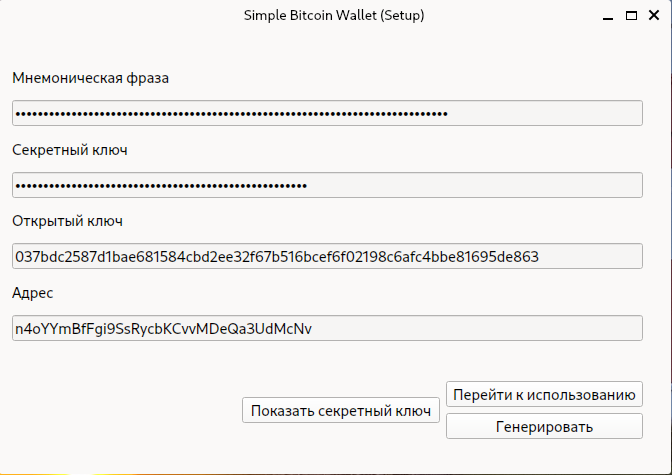 Simple Bitcoin Wallet (Setup)
Мнемоническая фраза
Секретный ключ
Открытый ключ
037bdc2587d1bae681584cbd2ee32f67b516bcef6f02198c6afc4bbe81695de863
Адрес
n4oYYmBfFgi9SsRycbKCvvMDeQa3UdMcNv
Показать секретный ключ
Перейти к использованию
Генерировать